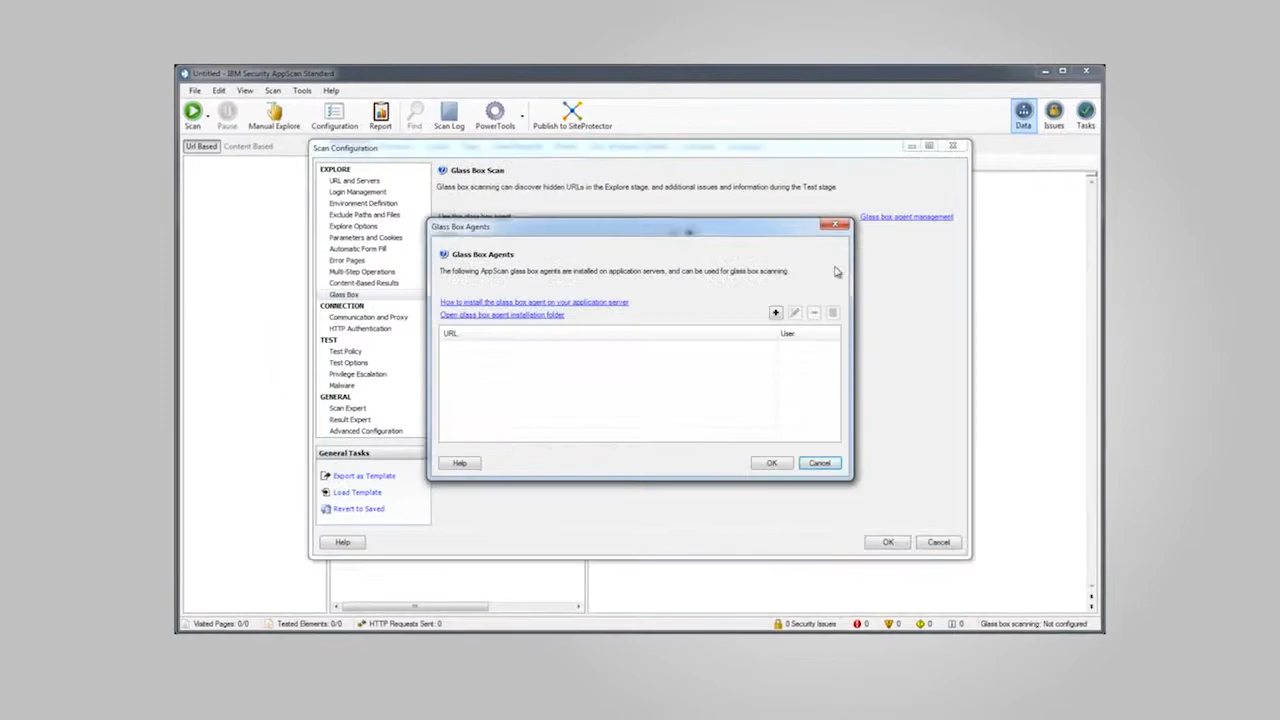 Untitled - IBM Security AppScan Standard
File Edit View Scan Tools Help
Scan Pause Manual Explore Configuration Report Find Scan Log PowerTools Publish to SiteProtector Data Issues Tasks
Url Based Content Based
Scan Configuration
EXPLORE
URL and Servers
Login Management
Environment Definition
Exclude Paths and Files
Explore Options
Parameters and Cookies
Automatic Form Fill
Error Pages
Multi-Step Operations
Content-Based Results
Glass Box
CONNECTION
Communication and Proxy
HTTP Authentication
TEST
Test Policy
Test Options
Privilege Escalation
Malware
GENERAL
Scan Expert
Result Expert
Advanced Configuration
General Tasks
Export as Template
Load Template
Revert to Saved
Help
Glass Box Scan
Glass box scanning can discover hidden URLs in the Explore stage, and additional issues and information during the Test stage
Glass box agent management
Glass Box Agents
Glass Box Agents
The following AppScan glass box agents are installed on application servers, and can be used for glass box scanning.
How to install the glass box agent on your application server
Open glass box agent installation folder
URL User
Help OK Cancel
OK Cancel
Visited Pages: 0/0 Tested Elements: 0/0 HTTP Requests Sent: 0 0 Security Issues 0 0 0 0 Glass box scanning: Not configured